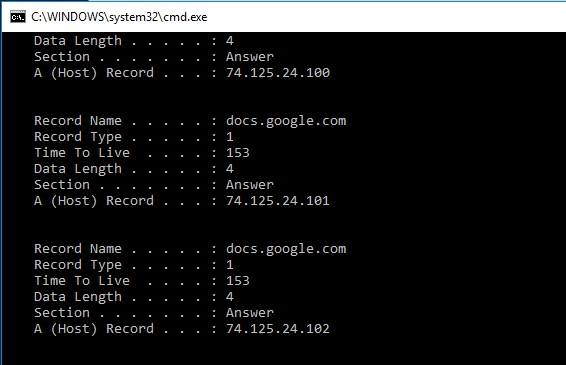 C:\WINDOWS\system32\cmd.exe
Data Length . . . . . : 4
Section . . . . . . . : Answer
A (Host) Record . . . : 74.125.24.100
Record Name . . . . . : docs.google.com
Record Type . . . . . : 1
Time To Live  . . . . : 153
Data Length . . . . . : 4
Section . . . . . . . : Answer
A (Host) Record . . . : 74.125.24.101
Record Name . . . . . : docs.google.com
Record Type . . . . . : 1
Time To Live  . . . . : 153
Data Length . . . . . : 4
Section . . . . . . . : Answer
A (Host) Record . . . : 74.125.24.102